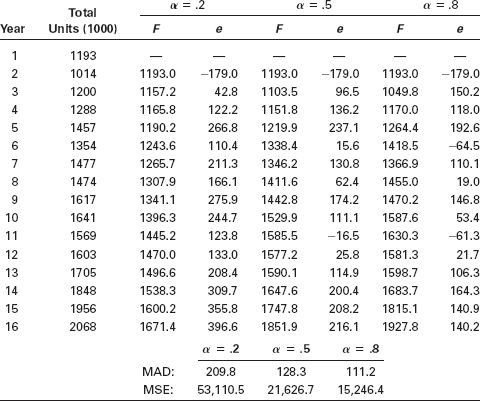 Total α = .2 α = .5 α = .8
Year Units (1000) F e F e F e
1 1193 — — — — — —
2 1014 1193.0 –179.0 1193.0 –179.0 1193.0 –179.0
3 1200 1157.2 42.8 1103.5 96.5 1049.8 150.2
4 1288 1165.8 122.2 1151.8 136.2 1170.0 118.0
5 1457 1190.2 266.8 1219.9 237.1 1264.4 192.6
6 1354 1243.6 110.4 1338.4 15.6 1418.5 –64.5
7 1477 1265.7 211.3 1346.2 130.8 1366.9 110.1
8 1474 1307.9 166.1 1411.6 62.4 1455.0 19.0
9 1617 1341.1 275.9 1442.8 174.2 1470.2 146.8
10 1641 1396.3 244.7 1529.9 111.1 1587.6 53.4
11 1569 1445.2 123.8 1585.5 –16.5 1630.3 –61.3
12 1603 1470.0 133.0 1577.2 25.8 1581.3 21.7
13 1705 1496.6 208.4 1590.1 114.9 1598.7 106.3
14 1848 1538.3 309.7 1647.6 200.4 1683.7 164.3
15 1956 1600.2 355.8 1747.8 208.2 1815.1 140.9
16 2068 1671.4 396.6 1851.9 216.1 1927.8 140.2
α = .2 α = .5 α = .8
MAD: 209.8 128.3 111.2
MSE: 53,110.5 21,626.7 15,246.4